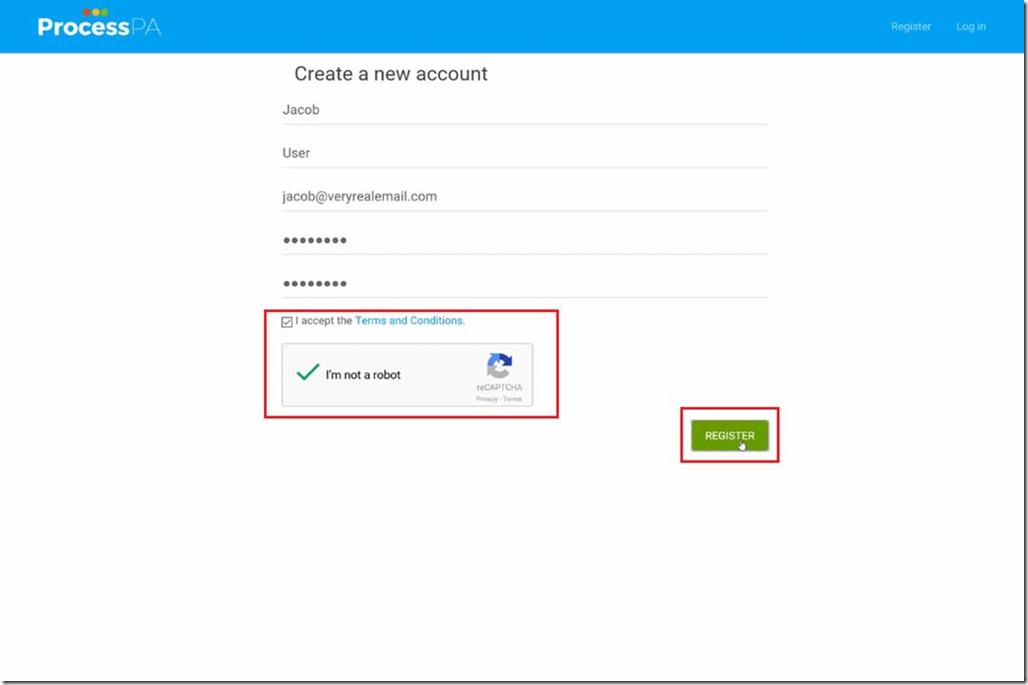 ProcessPA
Register Log in
Create a new account
Jacob
User
jacob@veryrealemail.com
••••••••
••••••••
I accept the Terms and Conditions.
I'm not a robot
reCAPTCHA
Privacy - Terms
REGISTER